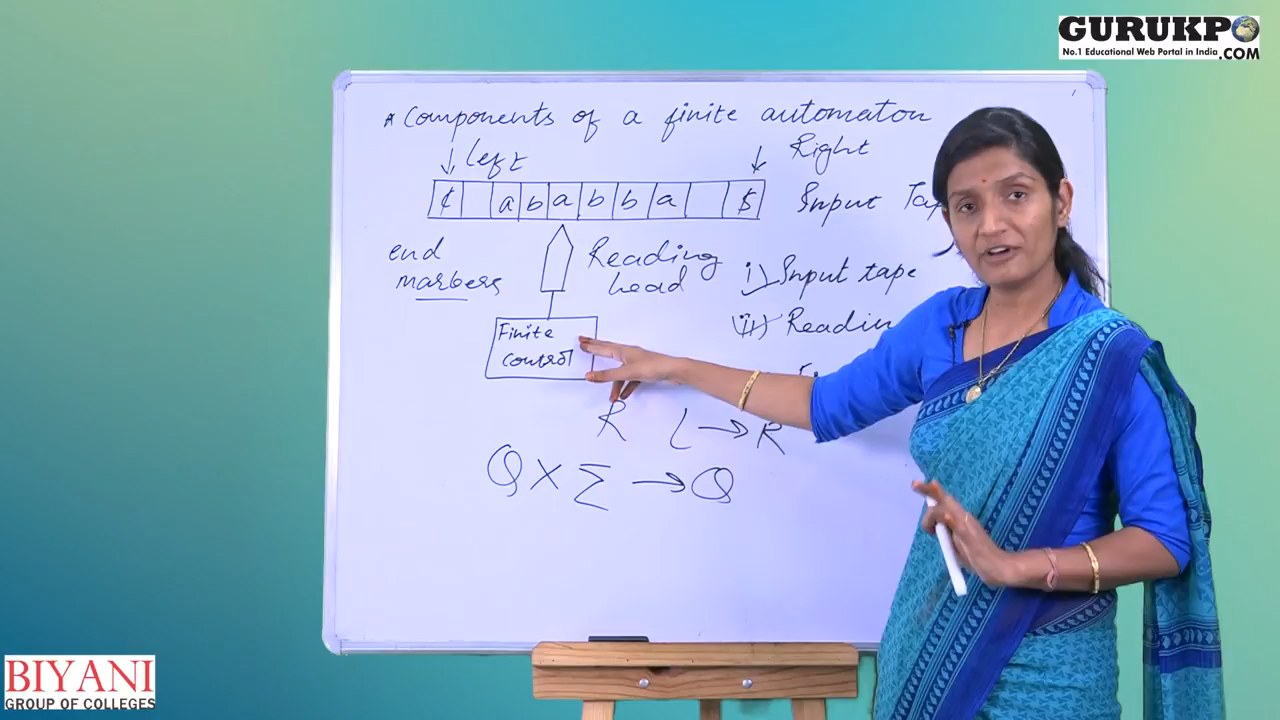 GURUKPO
No.1 Educational Web Portal in India .COM
* Components of a finite automaton
left
Right
¢ a b a b b a $
Input Tap
end
marbers
Reading
head
i) Input tape
ii) Readin
Finite
control
R L → R
Q X Σ → Q
BIYANI
GROUP OF COLLEGES